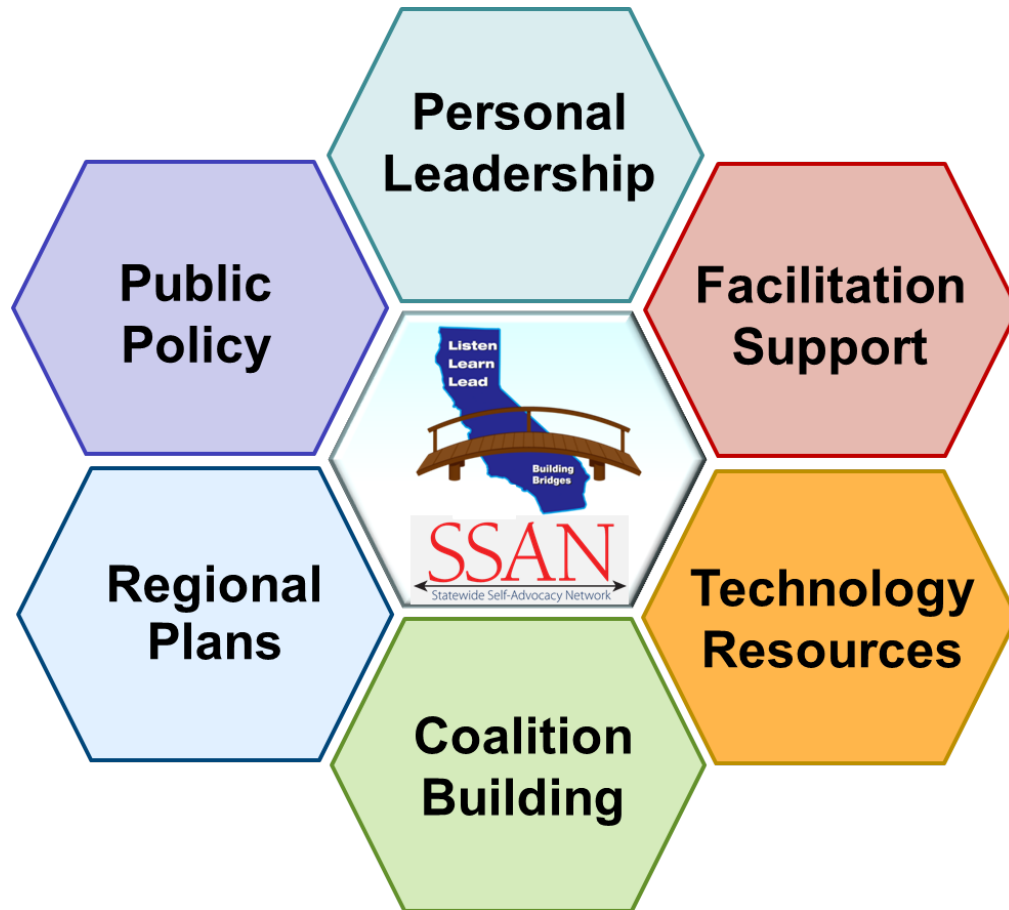 Personal
Leadership
Public
Policy
Facilitation
Support
Listen
Learn
Lead
Building
Bridges
SSAN
Statewide Self-Advocacy Network
Regional
Plans
Technology
Resources
Coalition
Building